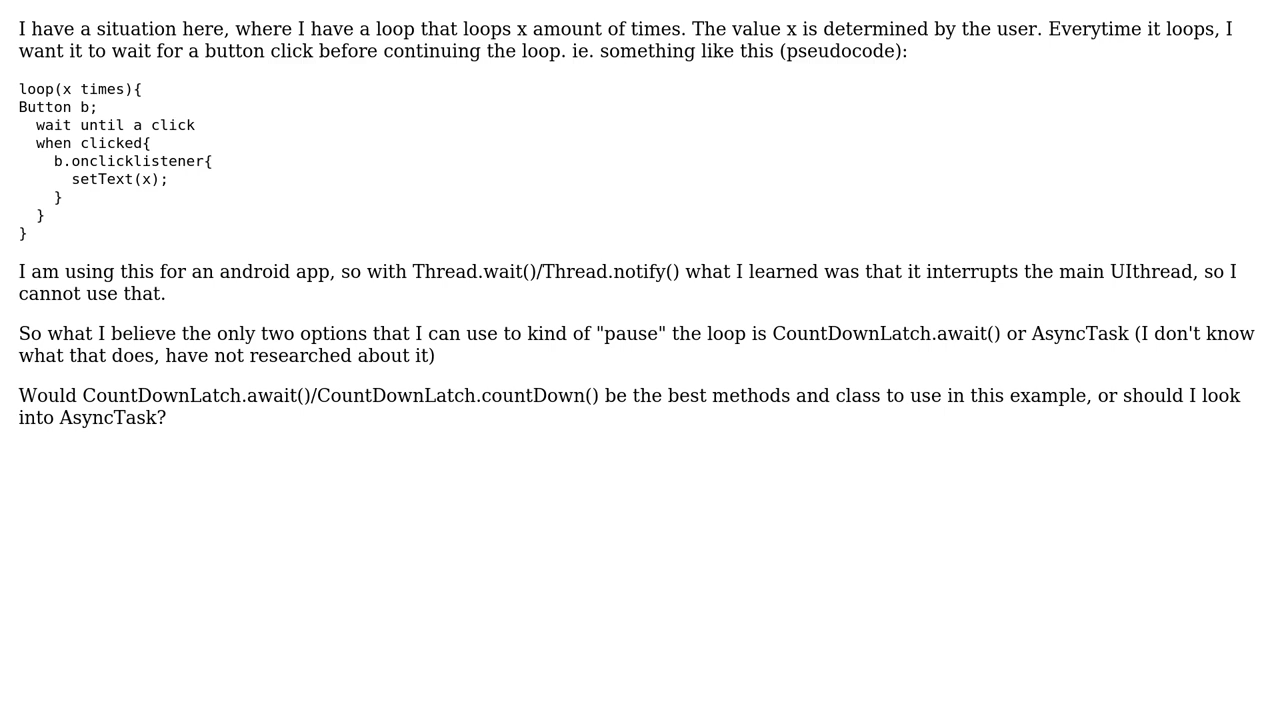 I have a situation here, where I have a loop that loops x amount of times. The value x is determined by the user. Everytime it loops, I
want it to wait for a button click before continuing the loop. ie. something like this (pseudocode):
loop(x times){
Button b;
  wait until a click
  when clicked{
    b.onclicklistener{
      setText(x);
    }
  }
}
I am using this for an android app, so with Thread.wait()/Thread.notify() what I learned was that it interrupts the main UIthread, so I
cannot use that.
So what I believe the only two options that I can use to kind of "pause" the loop is CountDownLatch.await() or AsyncTask (I don't know
what that does, have not researched about it)
Would CountDownLatch.await()/CountDownLatch.countDown() be the best methods and class to use in this example, or should I look
into AsyncTask?